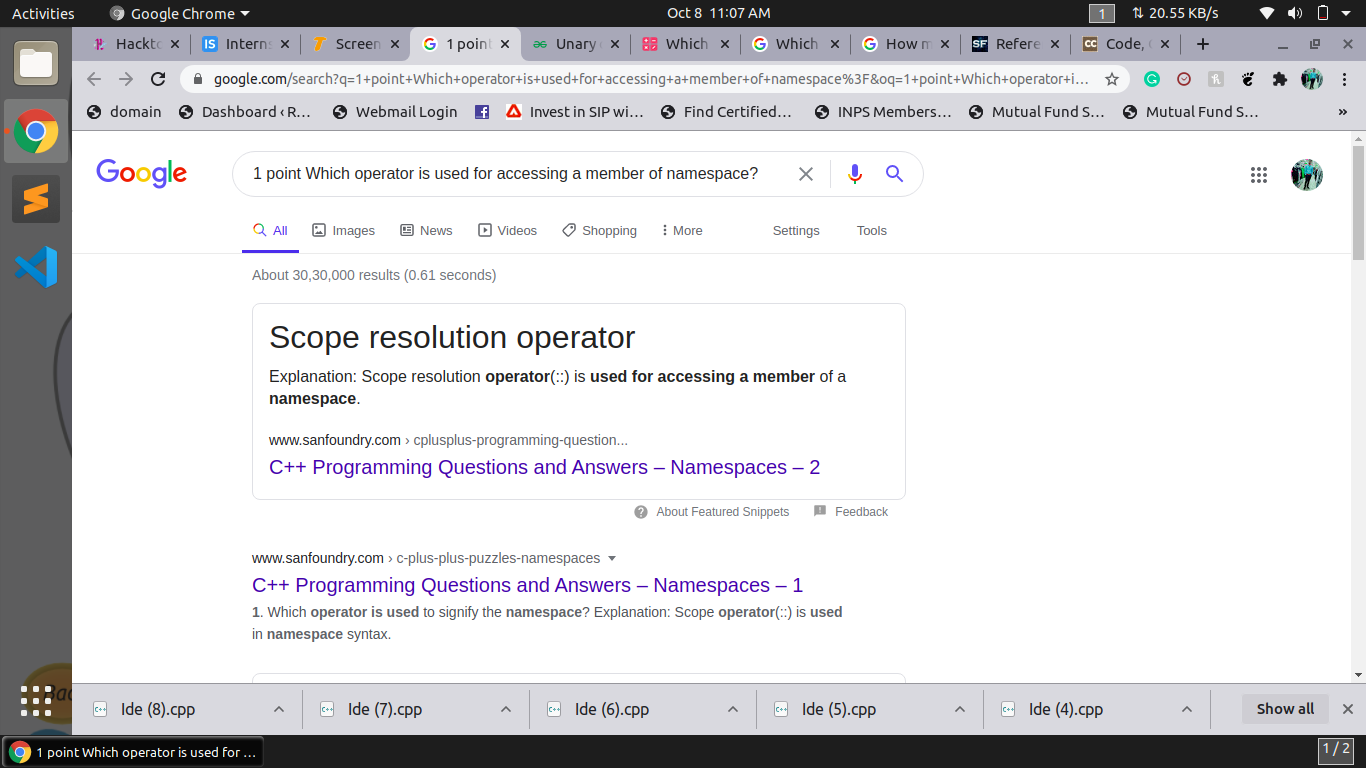 Activities
Google Chrome
Oct 8 11:07 AM
1
20.55 KB/s
Hackto
Interns
Screen
1 point
Unary
Which
Which
How m
Refere
Code,
google.com/search?q=1+point+Which+operator+is+used+for+accessing+a+member+of+namespace%3F&oq=1+point+Which+operator+i...
domain
Dashboard ‹ R...
Webmail Login
Invest in SIP wi...
Find Certified...
INPS Members...
Mutual Fund S...
Mutual Fund S...
»
Google
1 point Which operator is used for accessing a member of namespace?
All
Images
News
Videos
Shopping
More
Settings
Tools
About 30,30,000 results (0.61 seconds)
Scope resolution operator
Explanation: Scope resolution operator(::) is used for accessing a member of a
namespace.
www.sanfoundry.com › cplusplus-programming-question...
C++ Programming Questions and Answers – Namespaces – 2
About Featured Snippets
Feedback
www.sanfoundry.com › c-plus-plus-puzzles-namespaces
C++ Programming Questions and Answers – Namespaces – 1
1. Which operator is used to signify the namespace? Explanation: Scope operator(::) is used
in namespace syntax.
Ide (8).cpp
Ide (7).cpp
Ide (6).cpp
Ide (5).cpp
Ide (4).cpp
Show all
1 point Which operator is used for ...
1 / 2